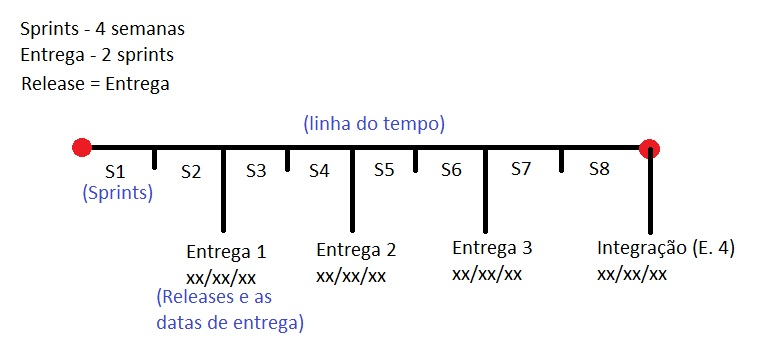 Sprints - 4 semanas
Entrega - 2 sprints
Release = Entrega
(linha do tempo)
S1 S2 S3 S4 S5 S6 S7 S8
(Sprints)
Entrega 1 Entrega 2 Entrega 3 Integração (E. 4)
xx/xx/xx xx/xx/xx xx/xx/xx xx/xx/xx
(Releases e as
datas de entrega)